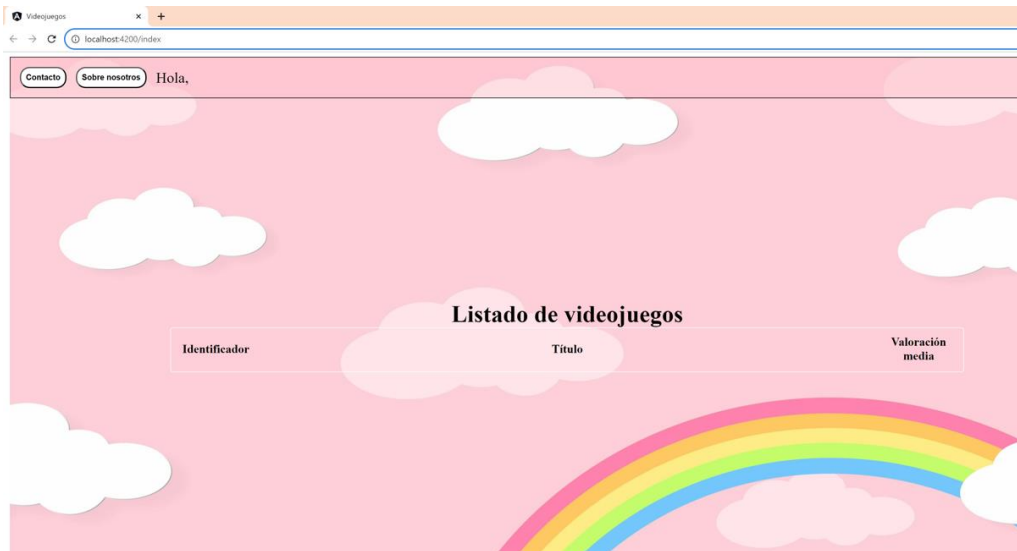 Videojuegos
localhost:4200/index
Contacto Sobre nosotros Hola,
Listado de videojuegos
Identificador Título Valoración
media